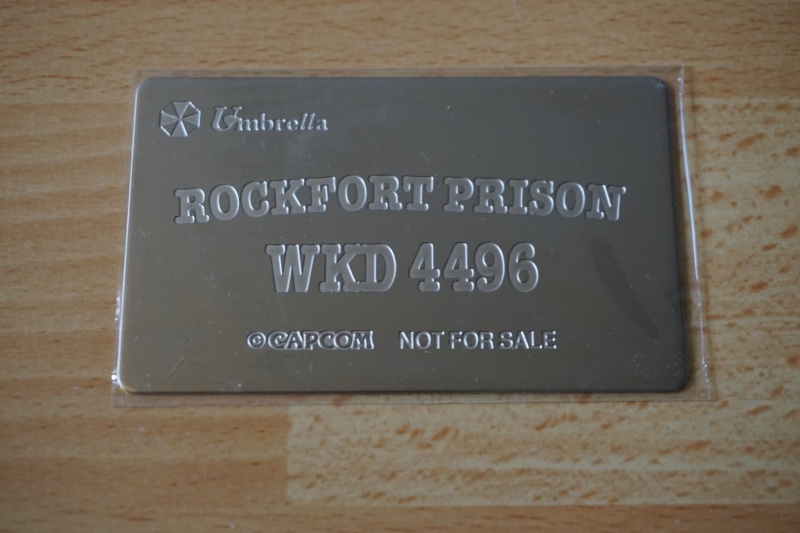 Umbrella
ROCKFORT PRISON
WKD 4496
©CAPCOM NOT FOR SALE